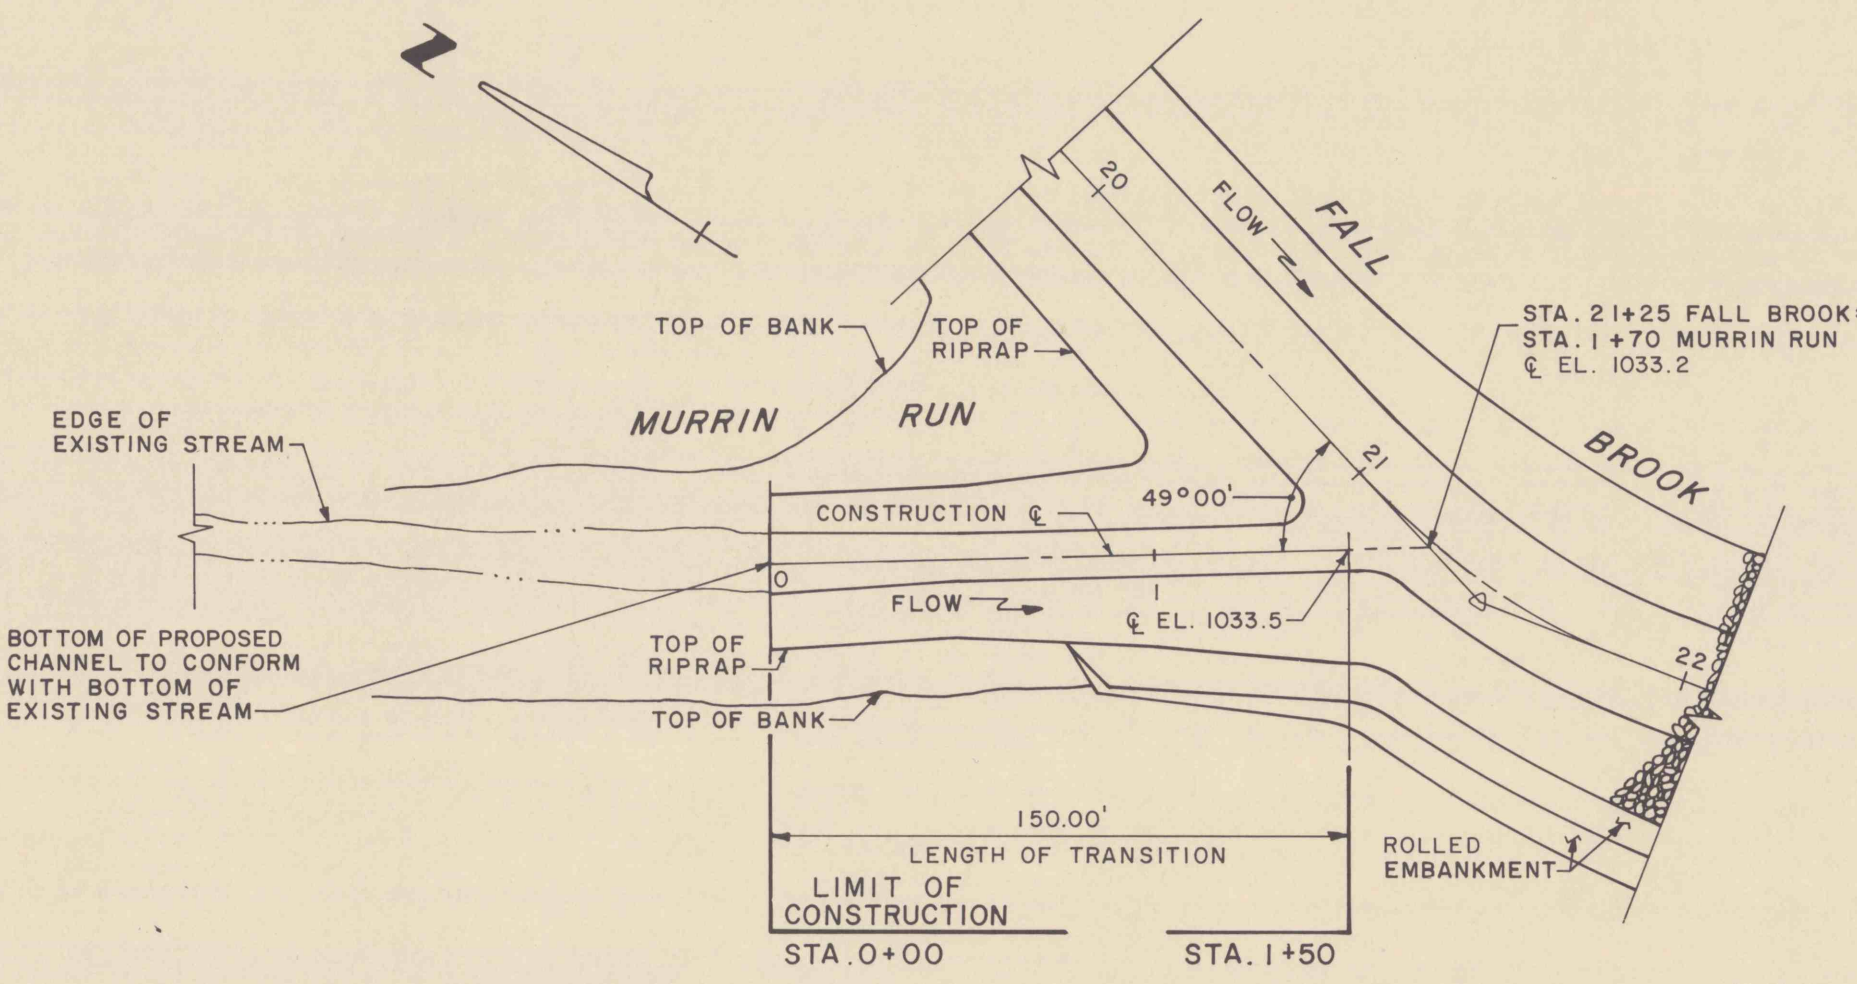 N
20
FLOW
FALL
STA. 21+25 FALL BROOK=
STA. 1+70 MURRIN RUN
℄ EL. 1033.2
TOP OF BANK
TOP OF
RIPRAP
MURRIN RUN
EDGE OF
EXISTING STREAM
21
BROOK
49°00'
CONSTRUCTION ℄
0
FLOW
1
℄ EL. 1033.5
BOTTOM OF PROPOSED
CHANNEL TO CONFORM
WITH BOTTOM OF
EXISTING STREAM
TOP OF
RIPRAP
22
TOP OF BANK
150.00'
LENGTH OF TRANSITION
ROLLED
EMBANKMENT
LIMIT OF
CONSTRUCTION
STA. 0+00
STA. 1+50